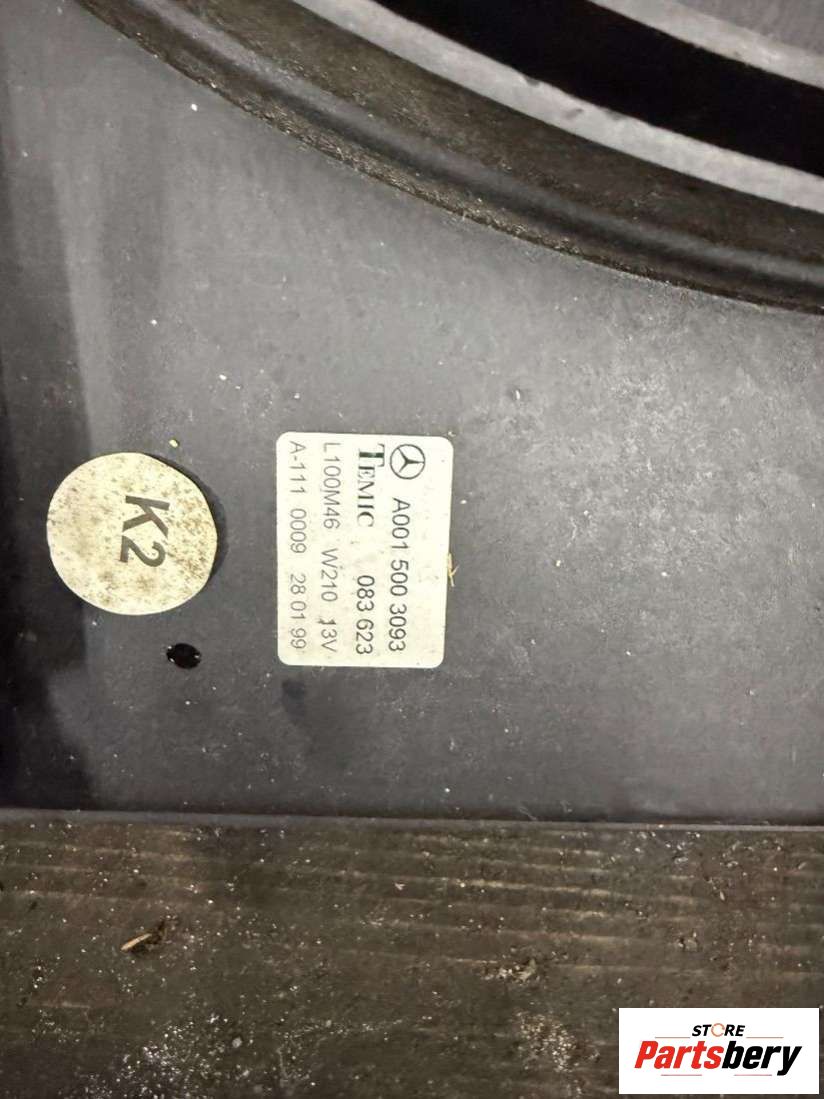 A001 500 3093
TEMIC 083 623
L100M46 W210 13V
A-111 0009 28 01 99
K2
STORE
Partsbery